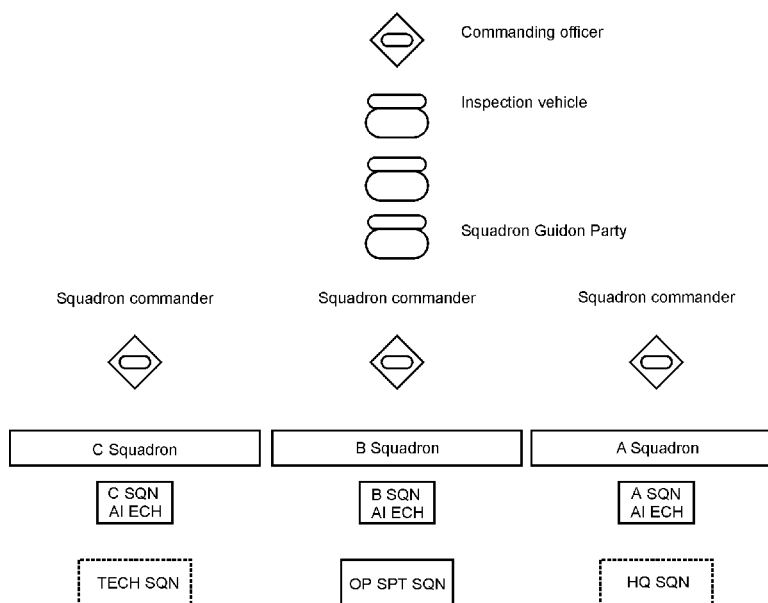 Commanding officer
Inspection vehicle
Squadron Guidon Party
Squadron commander
Squadron commander
Squadron commander
C Squadron
B Squadron
A Squadron
C SQN
AI ECH
B SQN
AI ECH
A SQN
AI ECH
TECH SQN
OP SPT SQN
HQ SQN